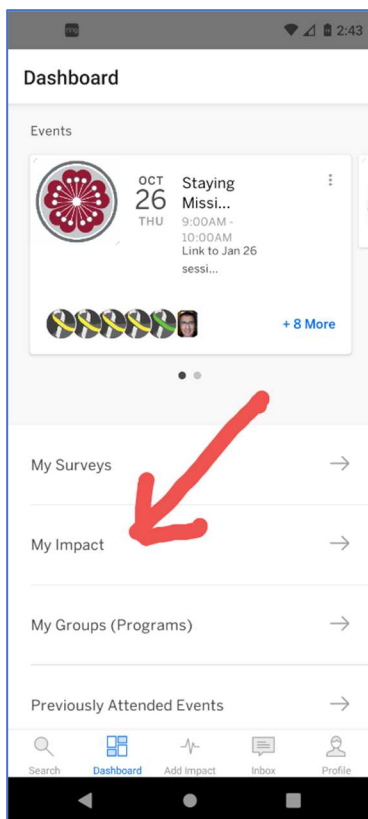 ring
2:43
Dashboard
Events
OCT
26
THU
Staying
Missi...
9:00AM -
10:00AM
Link to Jan 26
sessi...
+ 8 More
My Surveys
My Impact
My Groups (Programs)
Previously Attended Events
Search Dashboard Add Impact Inbox Profile